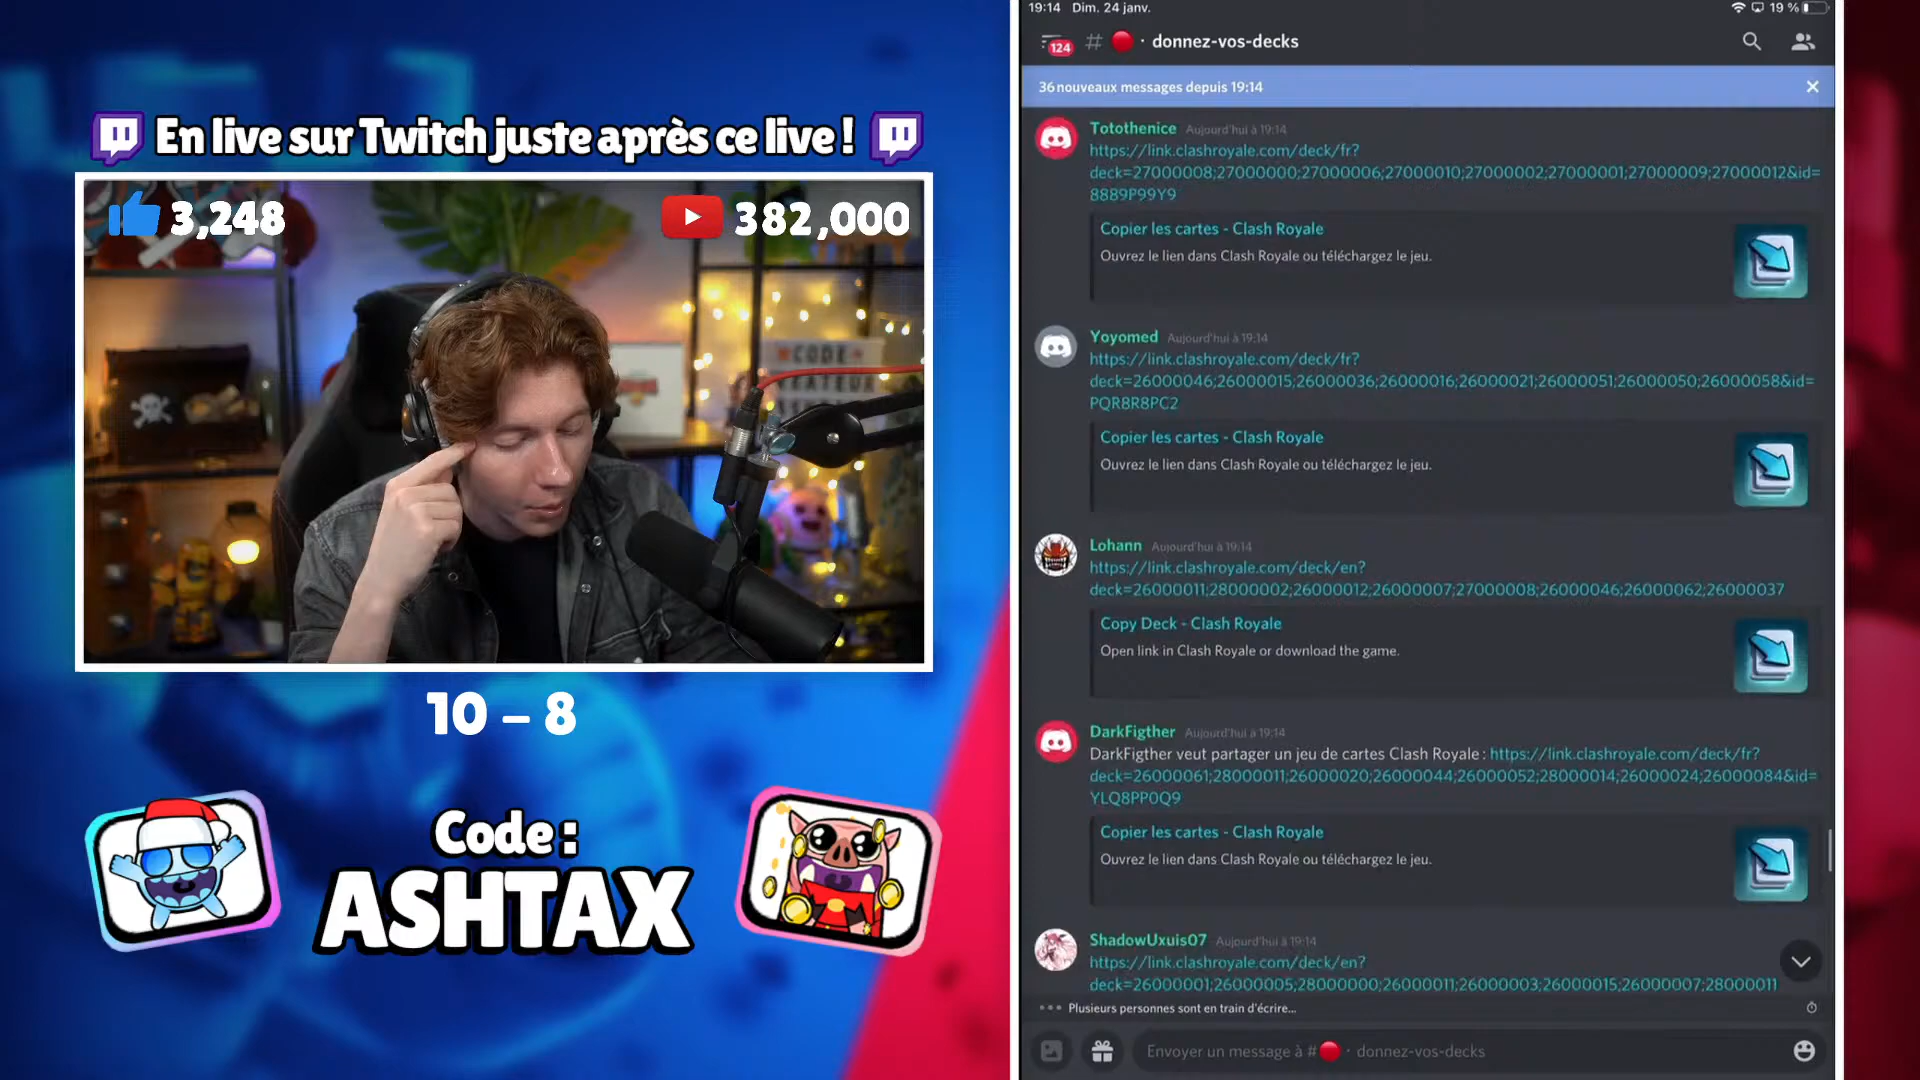 En live sur Twitch juste après ce live !
3,248
382,000
CODE
10 – 8
Code :
ASHTAX
19:14 Dim. 24 janv.
19 %
124
# · donnez-vos-decks
36 nouveaux messages depuis 19:14
Totothenice Aujourd'hui à 19:14
https://link.clashroyale.com/deck/fr?
deck=27000008;27000000;27000006;27000010;27000002;27000001;27000009;27000012&id=
8889P99Y9
Copier les cartes - Clash Royale
Ouvrez le lien dans Clash Royale ou téléchargez le jeu.
Yoyomed Aujourd'hui à 19:14
https://link.clashroyale.com/deck/fr?
deck=26000046;26000015;26000036;26000016;26000021;26000051;26000050;26000058&id=
PQR8R8PC2
Copier les cartes - Clash Royale
Ouvrez le lien dans Clash Royale ou téléchargez le jeu.
Lohann Aujourd'hui à 19:14
https://link.clashroyale.com/deck/en?
deck=26000011;28000002;26000012;26000007;27000008;26000046;26000062;26000037
Copy Deck - Clash Royale
Open link in Clash Royale or download the game.
DarkFigther Aujourd'hui à 19:14
DarkFigther veut partager un jeu de cartes Clash Royale : https://link.clashroyale.com/deck/fr?
deck=26000061;28000011;26000020;26000044;26000052;28000014;26000024;26000084&id=
YLQ8PP0Q9
Copier les cartes - Clash Royale
Ouvrez le lien dans Clash Royale ou téléchargez le jeu.
ShadowUxuis07 Aujourd'hui à 19:14
https://link.clashroyale.com/deck/en?
deck=26000001;26000005;28000000;26000011;26000003;26000015;26000007;28000011
Plusieurs personnes sont en train d'écrire...
Envoyer un message à # · donnez-vos-decks